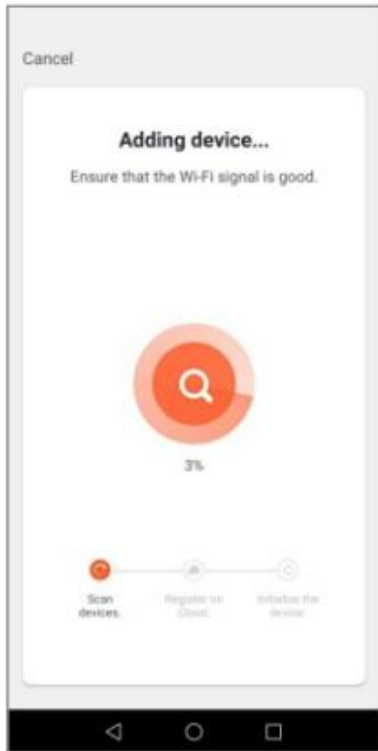 Cancel
Adding device...
Ensure that the Wi-Fi signal is good.
3%
Scan
devices.
Register on
Cloud.
Initialize the
device.